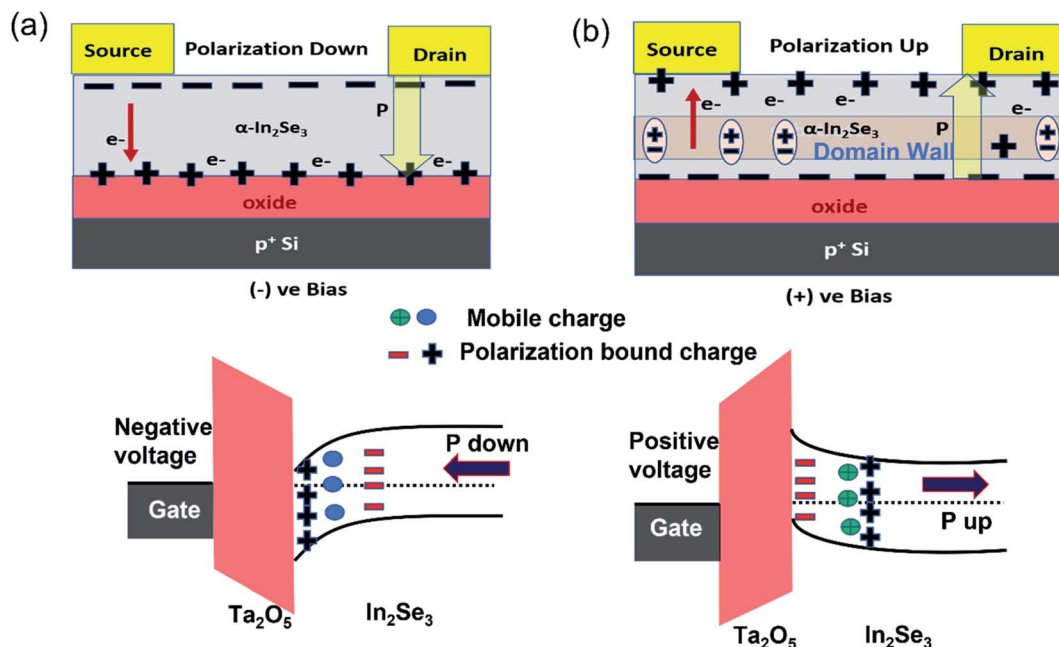 (a)
Source
Polarization Down
Drain
P
e-
α-In₂Se₃
e-
e-
e-
oxide
p⁺ Si
(-) ve Bias
(b)
Source
Polarization Up
Drain
e-
e-
e-
e-
α-In₂Se₃
P
Domain Wall
oxide
p⁺ Si
(+) ve Bias
Mobile charge
Polarization bound charge
Negative
voltage
Gate
P down
Ta₂O₅
In₂Se₃
Positive
voltage
Gate
P up
Ta₂O₅
In₂Se₃